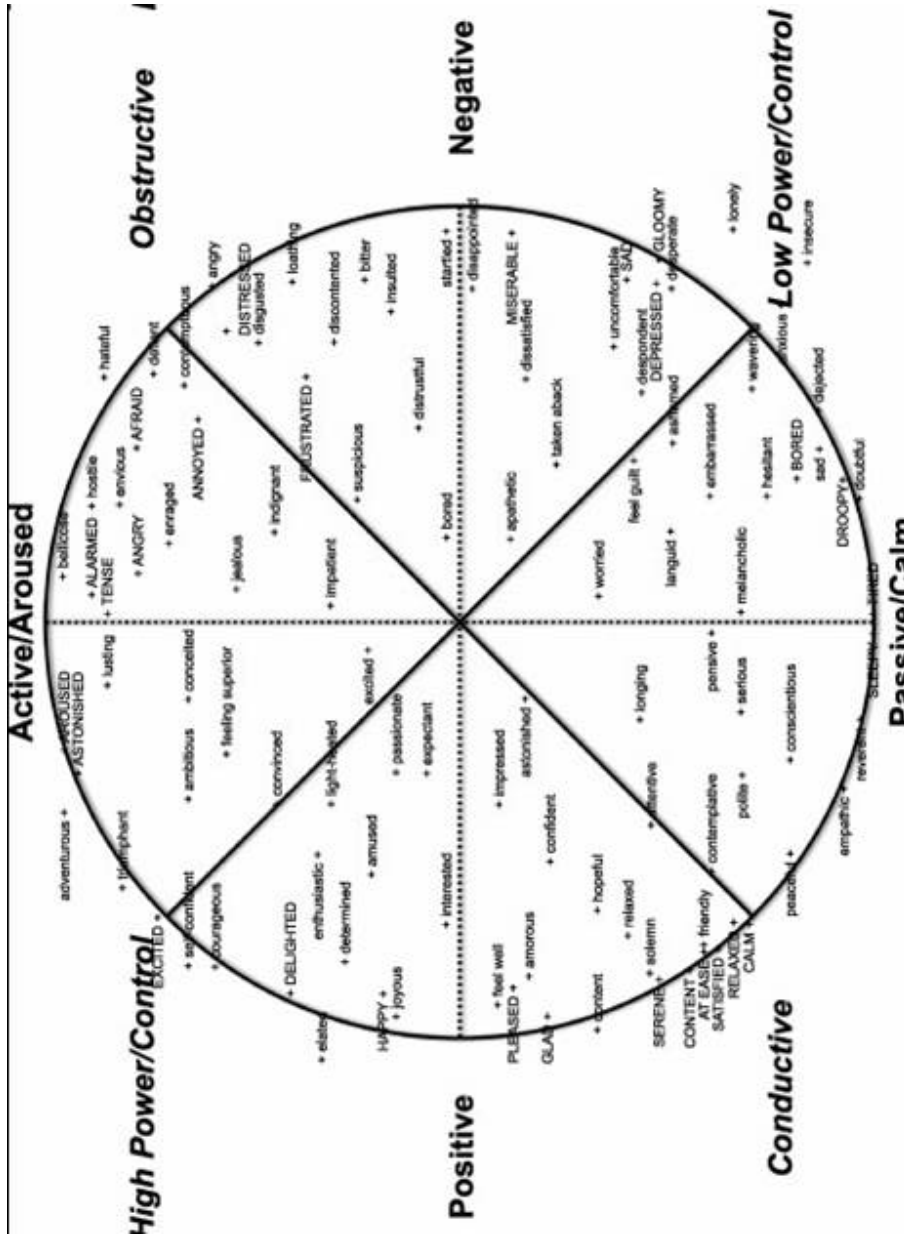 Active/Aroused
adventurous +
+ AROUSED
+ bellicose
+ ASTONISHED
+ ALARMED
+ hostile
+ lusting
+ TENSE
+ hateful
+ triumphant
+ envious
+ ANGRY
+ AFRAID
High Power/Control
Obstructive
EXCITED +
+ defiant
+ enraged
+ self-confident
+ ambitious
+ conceited
+ contemptuous
ANNOYED +
+ courageous
+ angry
+ feeling superior
+ jealous
+
DISTRESSED
+ disgusted
+ DELIGHTED
+ convinced
+ indignant
+ loathing
FRUSTRATED +
enthusiastic +
+ elated
+ light-hearted
+ impatient
+ discontented
+ determined
+ suspicious
+ bitter
+ amused
excited +
HAPPY +
+ insulted
+ joyous
+ passionate
+ distrustful
+ expectant
+ interested
+ bored
startled +
Positive
Negative
+ disappointed
+ feel well
+ impressed
PLEASED +
+ apathetic
MISERABLE +
astonished +
+ amorous
+ dissatisfied
GLAD +
+ confident
+ taken aback
+ content
+ hopeful
+ worried
+ uncomfortable
+ relaxed
+ SAD
feel guilt +
+ solemn
+ attentive
+ longing
+ despondent
SERENE +
DEPRESSED +
+ GLOOMY
languid +
+ ashamed
+ desperate
CONTENT +
AT EASE +
+ friendly
SATISFIED
+ contemplative
pensive +
+ embarrassed
RELAXED +
+ lonely
CALM +
polite +
+ serious
+ melancholic
+ wavering
+ hesitant
Conductive
Low Power/Control
peaceful +
+ conscientious
+ BORED
+ insecure
sad +
+ dejected
empathic +
DROOPY +
reverent +
+ doubtful
SLEEPY +
+ TIRED
Passive/Calm